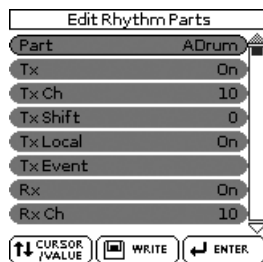 Edit Rhythm Parts
Part ADrum
Tx On
Tx Ch 10
Tx Shift 0
Tx Local On
Tx Event
Rx On
Rx Ch 10
CURSOR /VALUE WRITE ENTER